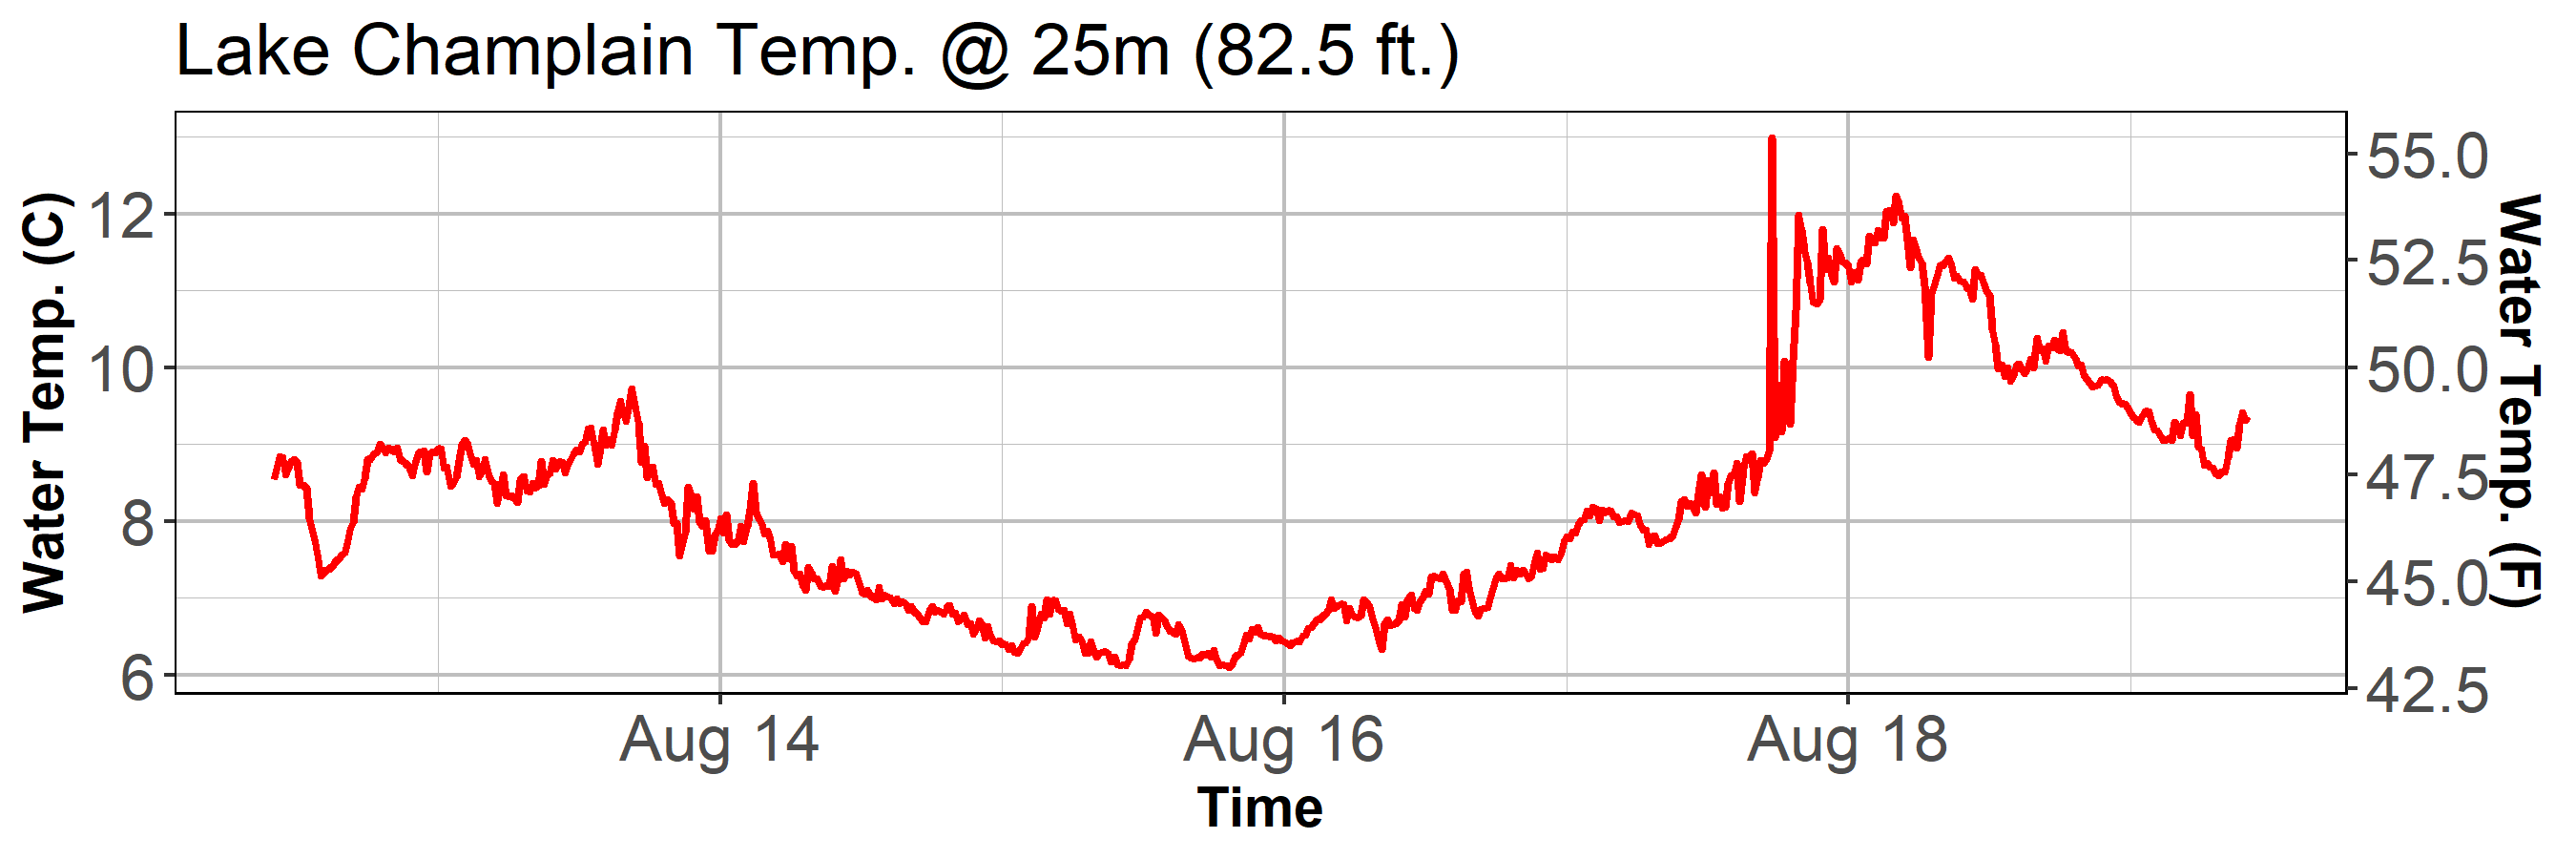 Lake Champlain Temp. @ 25m (82.5 ft.)
Water Temp. (C)
12
10
8
6
55.0
52.5
50.0
47.5
45.0
42.5
Water Temp. (F)
Aug 14
Aug 16
Aug 18
Time